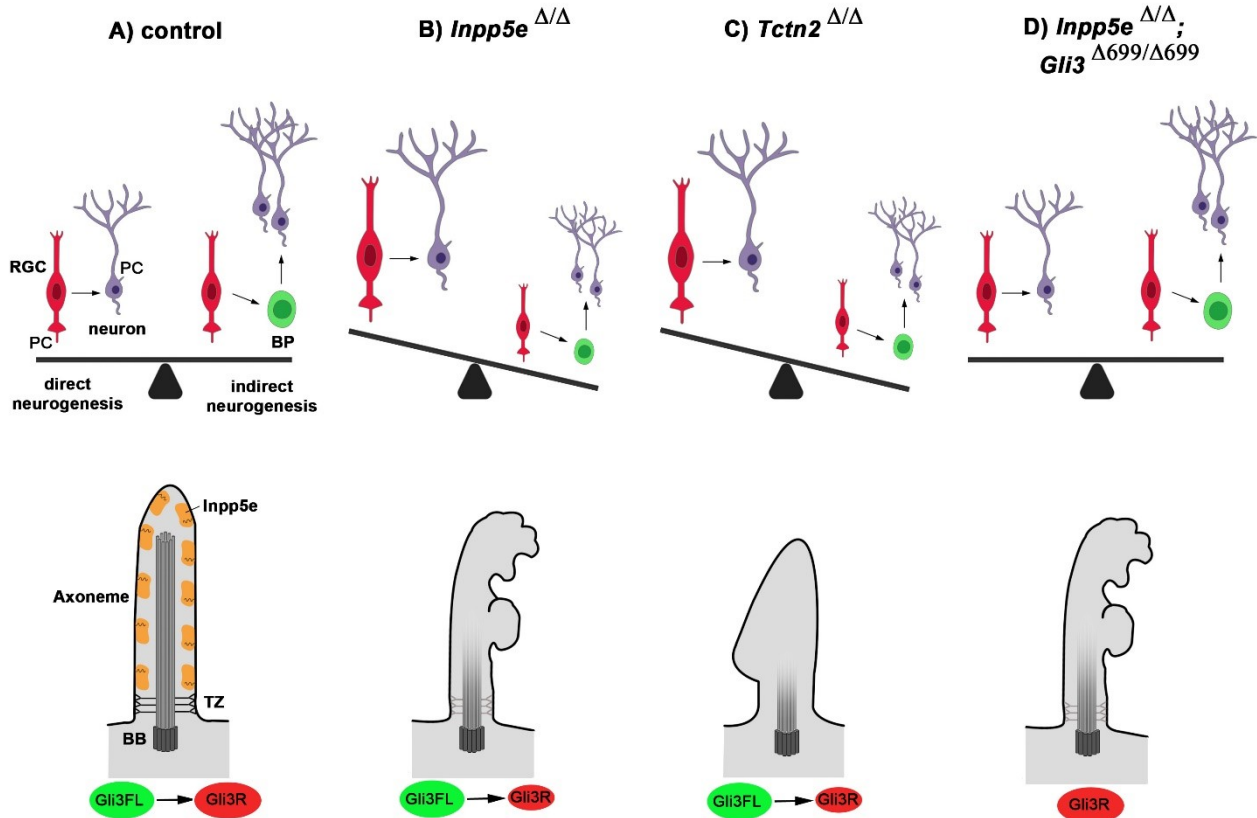 A) control
B) Inpp5e Δ/Δ
C) Tctn2 Δ/Δ
D) Inpp5e Δ/Δ;
Gli3 Δ699/Δ699
RGC
PC
neuron
PC
BP
direct
neurogenesis
indirect
neurogenesis
Inpp5e
Axoneme
TZ
BB
Gli3FL
Gli3R
Gli3FL
Gli3R
Gli3FL
Gli3R
Gli3R